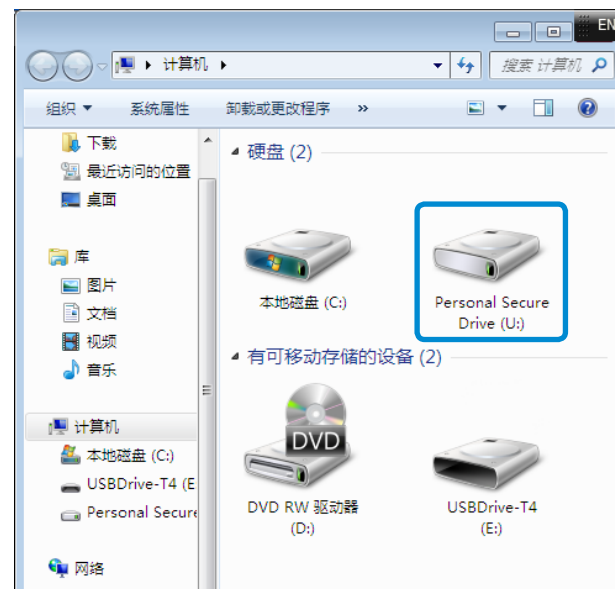 EN
计算机
搜索 计算机
组织
系统属性
卸载或更改程序
»
下载
最近访问的位置
桌面
库
图片
文档
视频
音乐
计算机
本地磁盘 (C:)
USBDrive-T4 (E
Personal Secure
网络
硬盘 (2)
本地磁盘 (C:)
Personal Secure
Drive (U:)
有可移动存储的设备 (2)
DVD
DVD RW 驱动器
(D:)
USBDrive-T4
(E:)